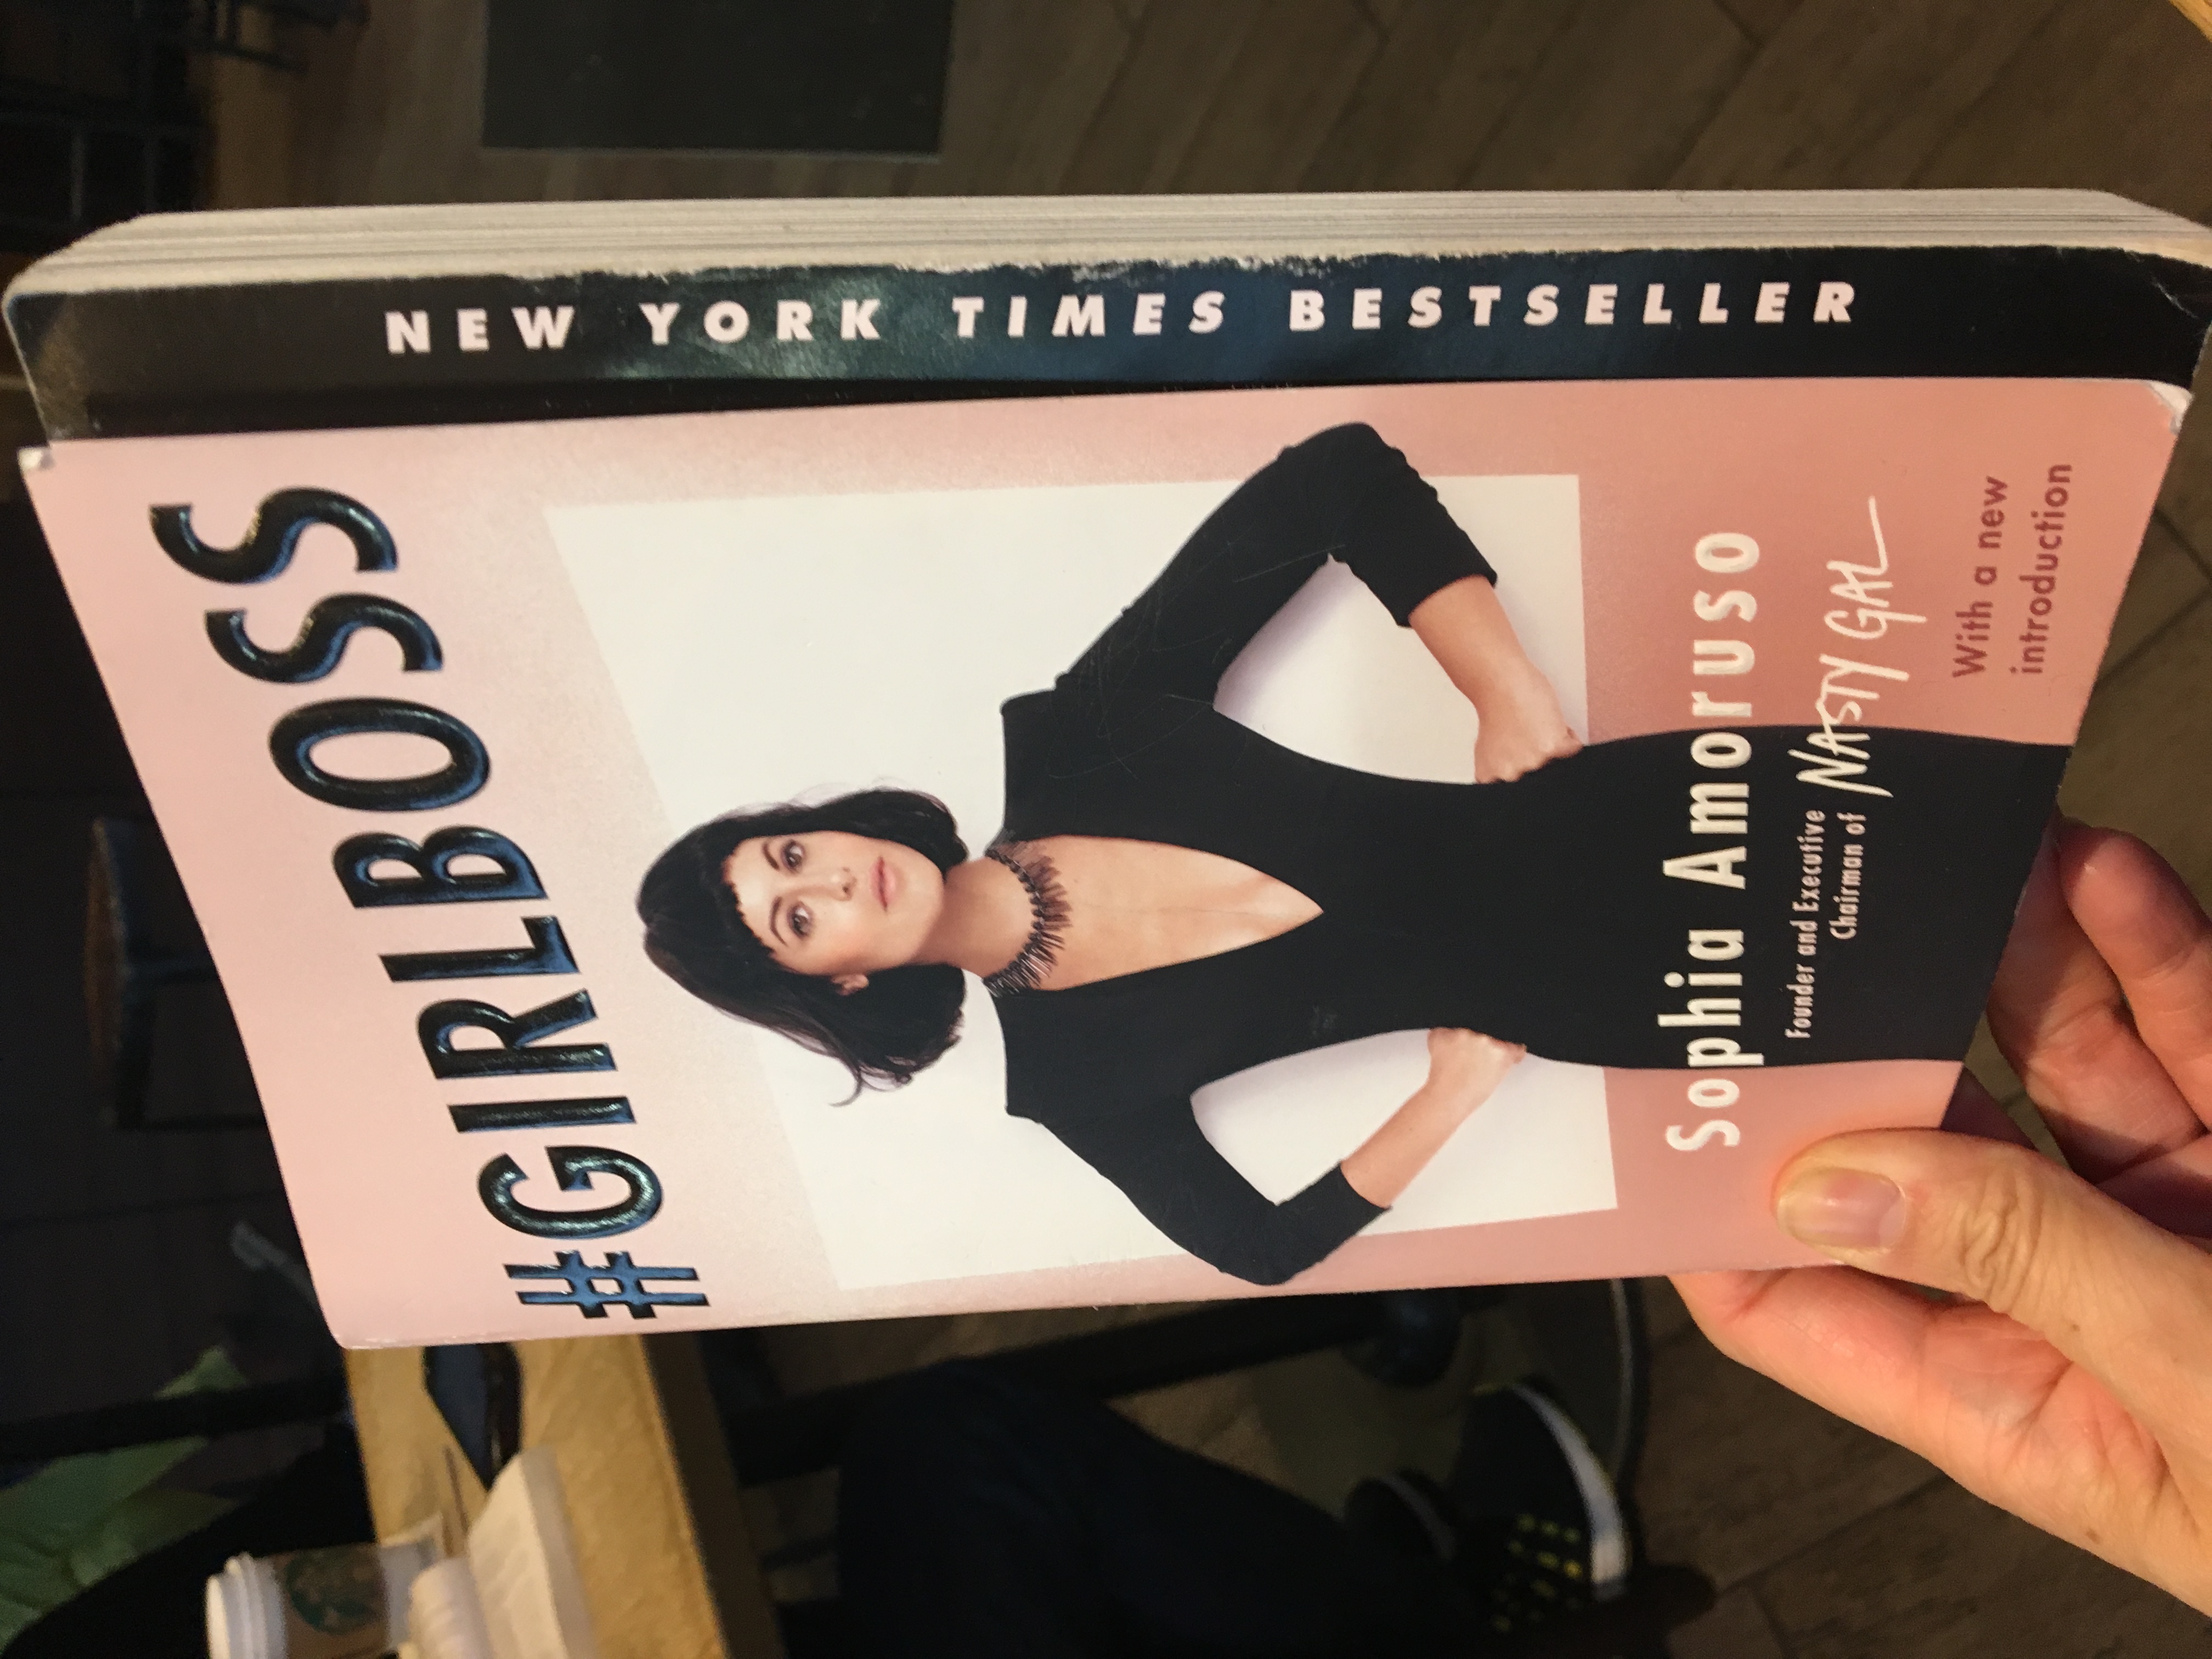 #GIRLBOSS
Sophia Amoruso
Founder and Executive
Chairman of NASTY GAL
With a new
introduction
NEW YORK TIMES BESTSELLER